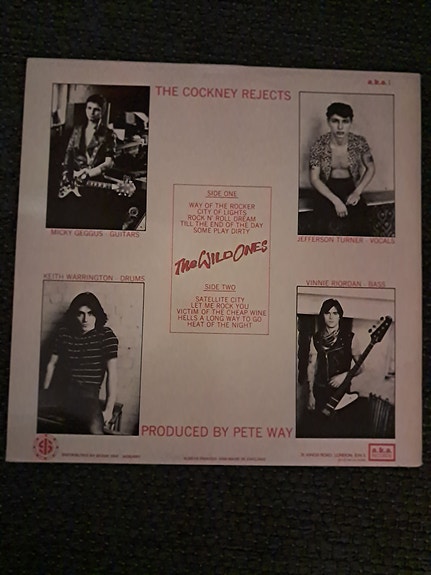 THE COCKNEY REJECTS
MICKY GEGGUS · GUITARS
JEFFERSON TURNER · VOCALS
SIDE ONE
WAY OF THE ROCKER
CITY OF LIGHTS
ROCK N' ROLL DREAM
TILL THE END OF THE DAY
SOME PLAY DIRTY
The WILD ONES
SIDE TWO
SATELLITE CITY
LET ME ROCK YOU
VICTIM OF THE CHEAP WINE
HELLS A LONG WAY TO GO
HEAT OF THE NIGHT
KEITH WARRINGTON · DRUMS
VINNIE RIORDAN · BASS
PRODUCED BY PETE WAY
a.k.a.